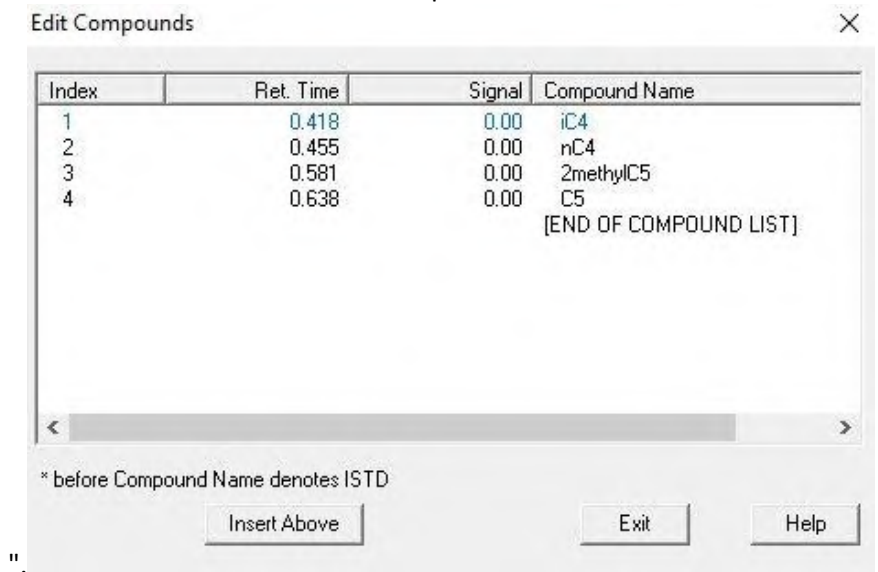 Edit Compounds
Index Ret. Time Signal Compound Name
1 0.418 0.00 iC4
2 0.455 0.00 nC4
3 0.581 0.00 2methylC5
4 0.638 0.00 C5
[END OF COMPOUND LIST]
* before Compound Name denotes ISTD
Insert Above Exit Help
".